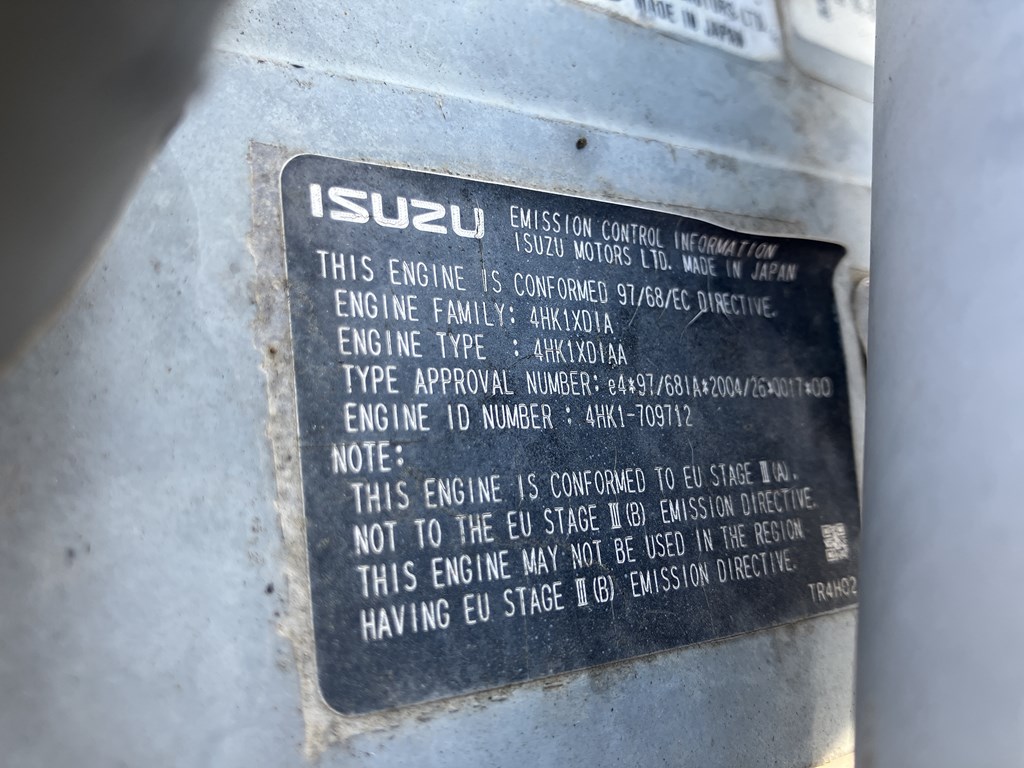 MADE IN JAPAN
ISUZU
EMISSION CONTROL INFORMATION
ISUZU MOTORS LTD. MADE IN JAPAN
THIS ENGINE IS CONFORMED 97/68/EC DIRECTIVE.
ENGINE FAMILY: 4HK1XDIA
ENGINE TYPE : 4HK1XDIAA
TYPE APPROVAL NUMBER: e4*97/68IA*2004/26*0017*00
ENGINE ID NUMBER : 4HK1-709712
NOTE:
THIS ENGINE IS CONFORMED TO EU STAGE Ⅲ(A).
NOT TO THE EU STAGE Ⅲ(B) EMISSION DIRECTIVE.
THIS ENGINE MAY NOT BE USED IN THE REGION
HAVING EU STAGE Ⅲ(B) EMISSION DIRECTIVE.
TR4H02